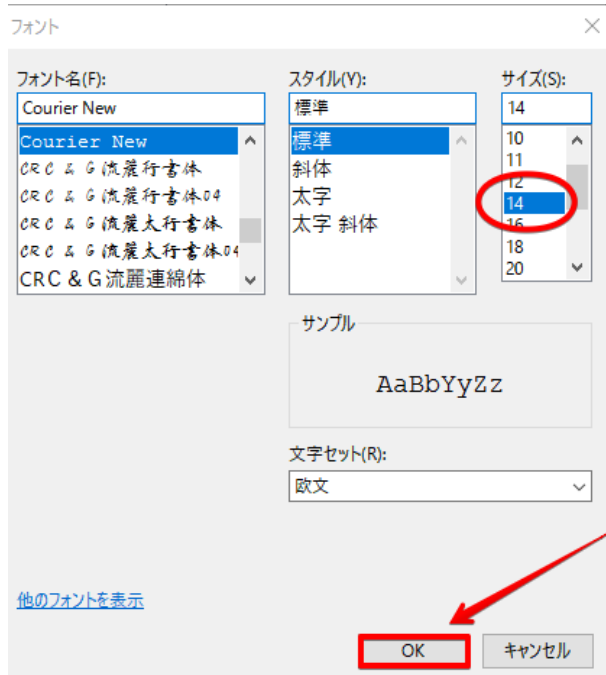 フォント
フォント名(F):
Courier New
Courier New
CRC & G流麗行書体
CRC & G流麗行書体04
CRC & G流麗太行書体
CRC & G流麗太行書体04
CRC & G流麗連綿体
スタイル(Y):
標準
標準
斜体
太字
太字 斜体
サイズ(S):
14
10
11
12
14
16
18
20
サンプル
AaBbYyZz
文字セット(R):
欧文
他のフォントを表示
OK
キャンセル